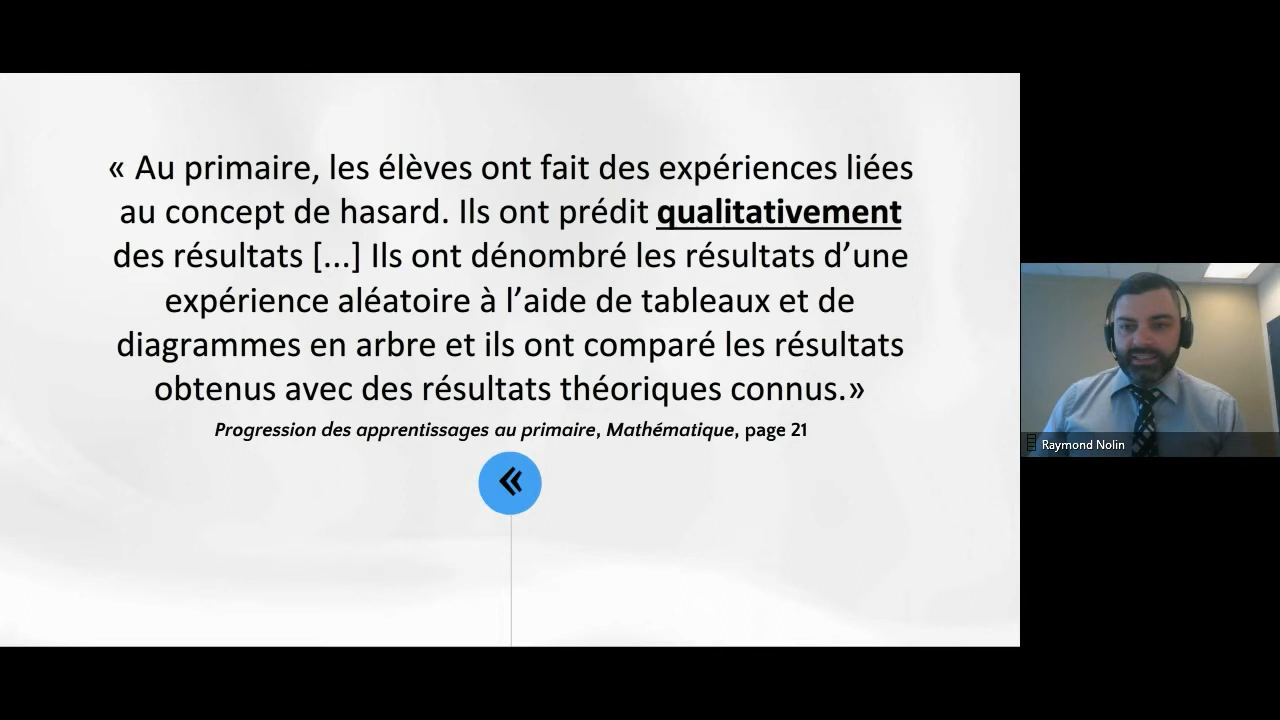 « Au primaire, les élèves ont fait des expériences liées
au concept de hasard. Ils ont prédit qualitativement
des résultats [...] Ils ont dénombré les résultats d’une
expérience aléatoire à l’aide de tableaux et de
diagrammes en arbre et ils ont comparé les résultats
obtenus avec des résultats théoriques connus.»
Progression des apprentissages au primaire, Mathématique, page 21
«
Raymond Nolin